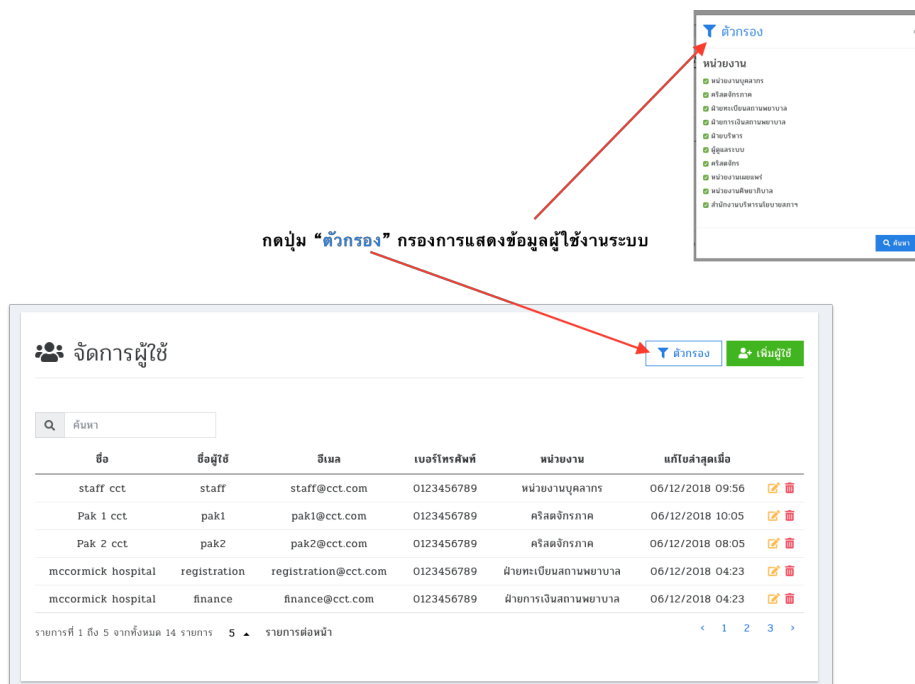 ตัวกรอง
หน่วยงาน
หน่วยงานบุคลากร
คริสตจักรภาค
ฝ่ายทะเบียนสถานพยาบาล
ฝ่ายการเงินสถานพยาบาล
ฝ่ายบริหาร
ผู้ดูแลระบบ
คริสตจักร
หน่วยงานเผยแพร่
หน่วยงานศิษยาภิบาล
สำนักงานบริหารนโยบายสภาฯ
ค้นหา
กดปุ่ม “ตัวกรอง” กรองการแสดงข้อมูลผู้ใช้งานระบบ
จัดการผู้ใช้ ตัวกรอง เพิ่มผู้ใช้
ค้นหา
ชื่อ ชื่อผู้ใช้ อีเมล เบอร์โทรศัพท์ หน่วยงาน แก้ไขล่าสุดเมื่อ
staff cct staff staff@cct.com 0123456789 หน่วยงานบุคลากร 06/12/2018 09:56
Pak 1 cct pak1 pak1@cct.com 0123456789 คริสตจักรภาค 06/12/2018 10:05
Pak 2 cct pak2 pak2@cct.com 0123456789 คริสตจักรภาค 06/12/2018 08:05
mccormick hospital registration registration@cct.com 0123456789 ฝ่ายทะเบียนสถานพยาบาล 06/12/2018 04:23
mccormick hospital finance finance@cct.com 0123456789 ฝ่ายการเงินสถานพยาบาล 06/12/2018 04:23
รายการที่ 1 ถึง 5 จากทั้งหมด 14 รายการ 5 รายการต่อหน้า ‹ 1 2 3 ›